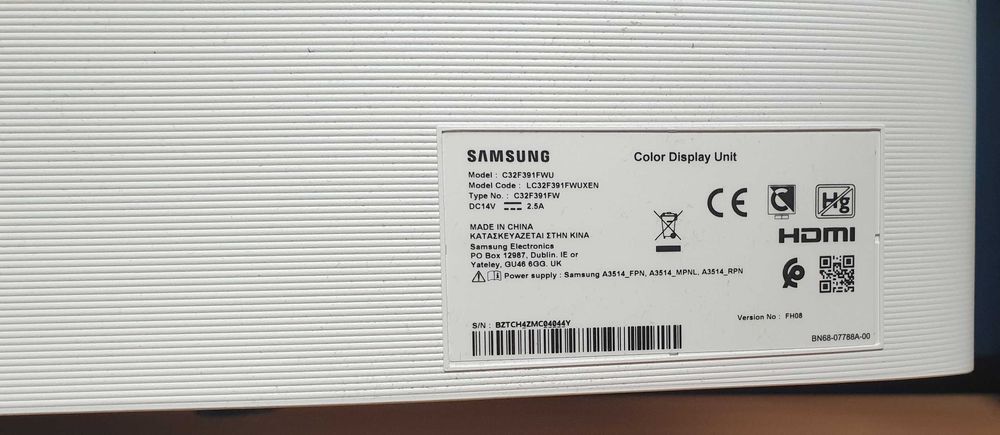 SAMSUNG
Color Display Unit
Model : C32F391FWU
Model Code : LC32F391FWUXEN
Type No. : C32F391FW
DC14V 2.5A
CE
Hg
HDMI
MADE IN CHINA
ΚΑΤΑΣΚΕΥΑΖΕΤΑΙ ΣΤΗΝ ΚΙΝΑ
Samsung Electronics
PO Box 12987, Dublin. IE or
Yateley, GU46 6GG. UK
Power supply : Samsung A3514_FPN, A3514_MPNL, A3514_RPN
Version No : FH08
S/N : BZTCH4ZMC04044Y
BN68-07788A-00